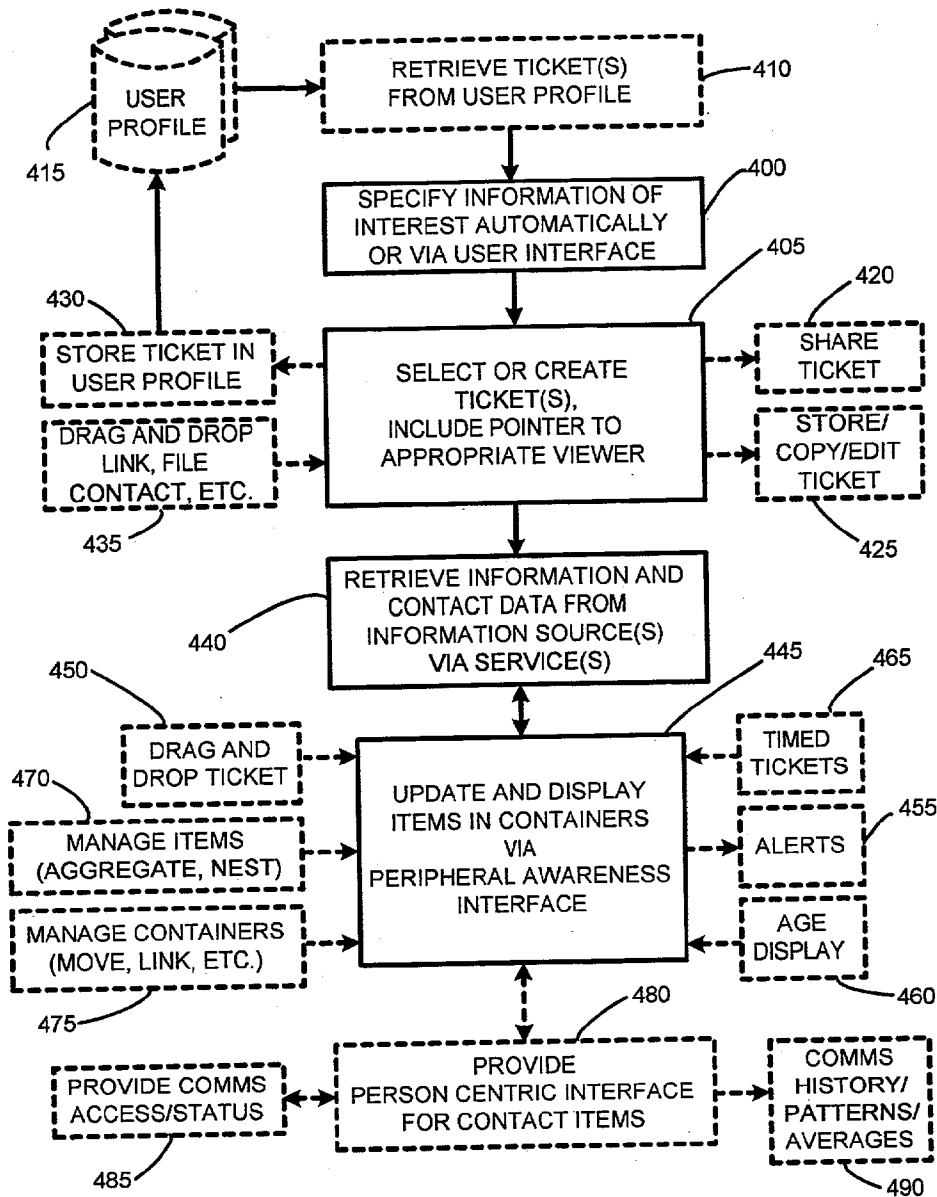 USER
PROFILE
415
RETRIEVE TICKET(S)
FROM USER PROFILE
410
SPECIFY INFORMATION OF
INTEREST AUTOMATICALLY
OR VIA USER INTERFACE
400
405
430
STORE TICKET IN
USER PROFILE
DRAG AND DROP
LINK, FILE
CONTACT, ETC.
435
SELECT OR CREATE
TICKET(S),
INCLUDE POINTER TO
APPROPRIATE VIEWER
420
SHARE
TICKET
STORE/
COPY/EDIT
TICKET
425
440
RETRIEVE INFORMATION AND
CONTACT DATA FROM
INFORMATION SOURCE(S)
VIA SERVICE(S)
445
450
DRAG AND
DROP TICKET
470
MANAGE ITEMS
(AGGREGATE, NEST)
MANAGE CONTAINERS
(MOVE, LINK, ETC.)
475
UPDATE AND DISPLAY
ITEMS IN CONTAINERS
VIA
PERIPHERAL AWARENESS
INTERFACE
465
TIMED
TICKETS
455
ALERTS
AGE
DISPLAY
460
480
PROVIDE COMMS
ACCESS/STATUS
485
PROVIDE
PERSON CENTRIC INTERFACE
FOR CONTACT ITEMS
COMMS
HISTORY/
PATTERNS/
AVERAGES
490